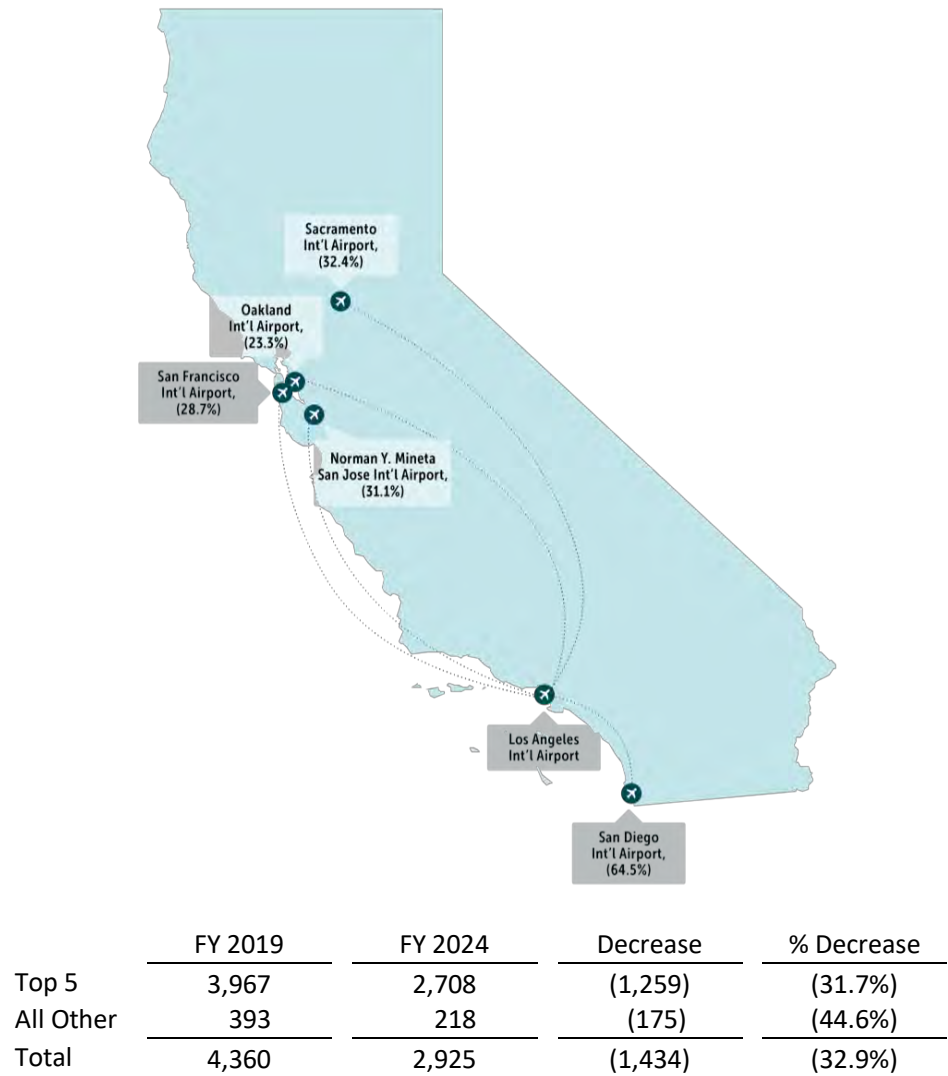 Sacramento
Int'l Airport,
(32.4%)
Oakland
Int'l Airport,
(23.3%)
San Francisco
Int'l Airport,
(28.7%)
Norman Y. Mineta
San Jose Int'l Airport,
(31.1%)
Los Angeles
Int'l Airport
San Diego
Int'l Airport,
(64.5%)
FY 2019 FY 2024 Decrease % Decrease
Top 5 3,967 2,708 (1,259) (31.7%)
All Other 393 218 (175) (44.6%)
Total 4,360 2,925 (1,434) (32.9%)